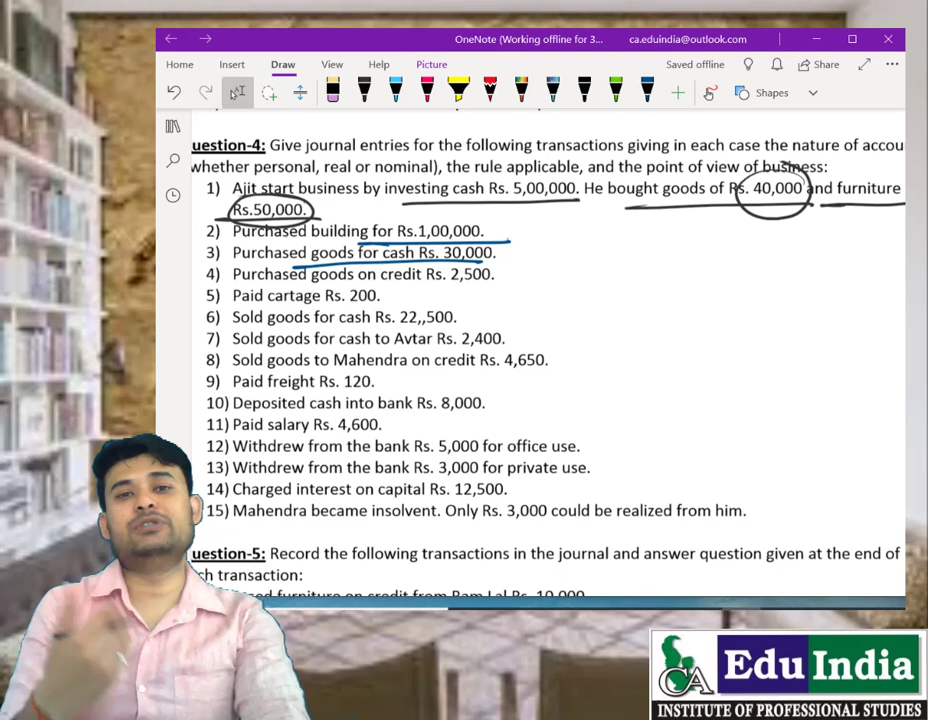 OneNote (Working offline for 3...
ca.eduindia@outlook.com
Home Insert Draw View Help Picture
Saved offline
Share
Shapes
uestion-4: Give journal entries for the following transactions giving in each case the nature of accou
whether personal, real or nominal), the rule applicable, and the point of view of business:
1) Ajit start business by investing cash Rs. 5,00,000. He bought goods of Rs. 40,000 and furniture
Rs.50,000.
2) Purchased building for Rs.1,00,000.
3) Purchased goods for cash Rs. 30,000.
4) Purchased goods on credit Rs. 2,500.
5) Paid cartage Rs. 200.
6) Sold goods for cash Rs. 22,,500.
7) Sold goods for cash to Avtar Rs. 2,400.
8) Sold goods to Mahendra on credit Rs. 4,650.
9) Paid freight Rs. 120.
10) Deposited cash into bank Rs. 8,000.
11) Paid salary Rs. 4,600.
12) Withdrew from the bank Rs. 5,000 for office use.
13) Withdrew from the bank Rs. 3,000 for private use.
14) Charged interest on capital Rs. 12,500.
15) Mahendra became insolvent. Only Rs. 3,000 could be realized from him.
uestion-5: Record the following transactions in the journal and answer question given at the end of
ch transaction:
furniture on credit from Ram Lal Rs. 10,000
CA
Edu India
INSTITUTE OF PROFESSIONAL STUDIES